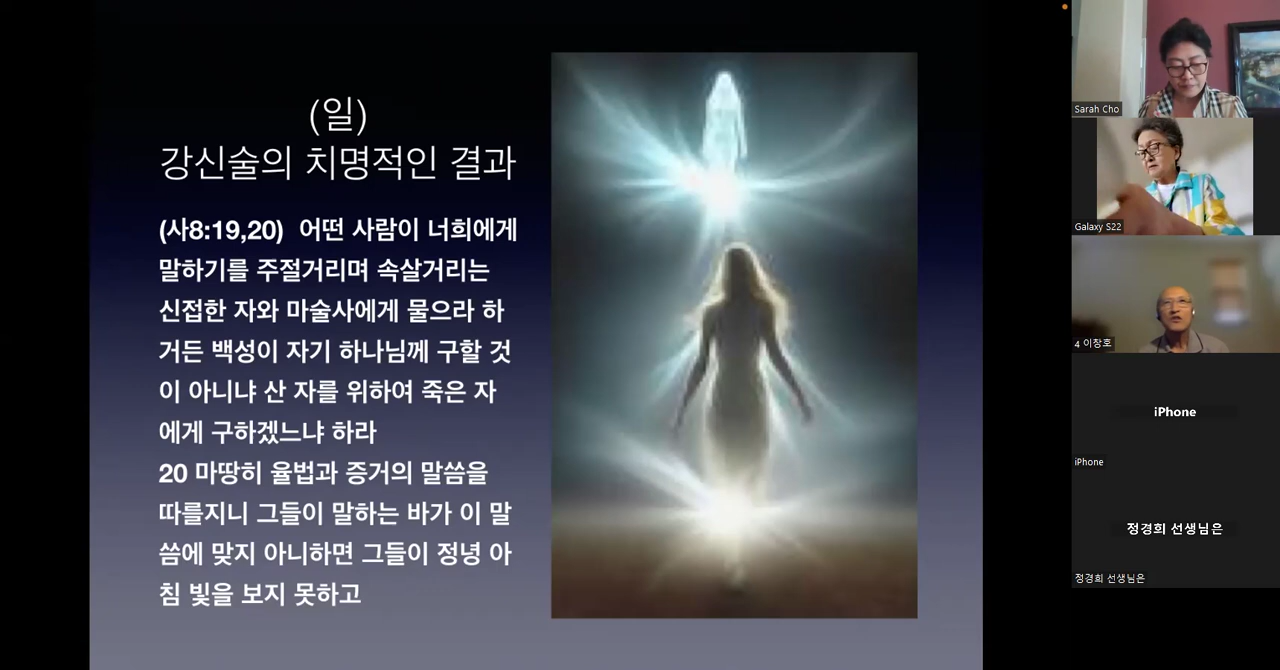 (일)
강신술의 치명적인 결과
(사8:19,20) 어떤 사람이 너희에게
말하기를 주절거리며 속살거리는
신접한 자와 마술사에게 물으라 하
거든 백성이 자기 하나님께 구할 것
이 아니냐 산 자를 위하여 죽은 자
에게 구하겠느냐 하라
20 마땅히 율법과 증거의 말씀을
따를지니 그들이 말하는 바가 이 말
씀에 맞지 아니하면 그들이 정녕 아
침 빛을 보지 못하고
Sarah Cho
Galaxy S22
4 이창호
iPhone
iPhone
정경희 선생님은
정경희 선생님은